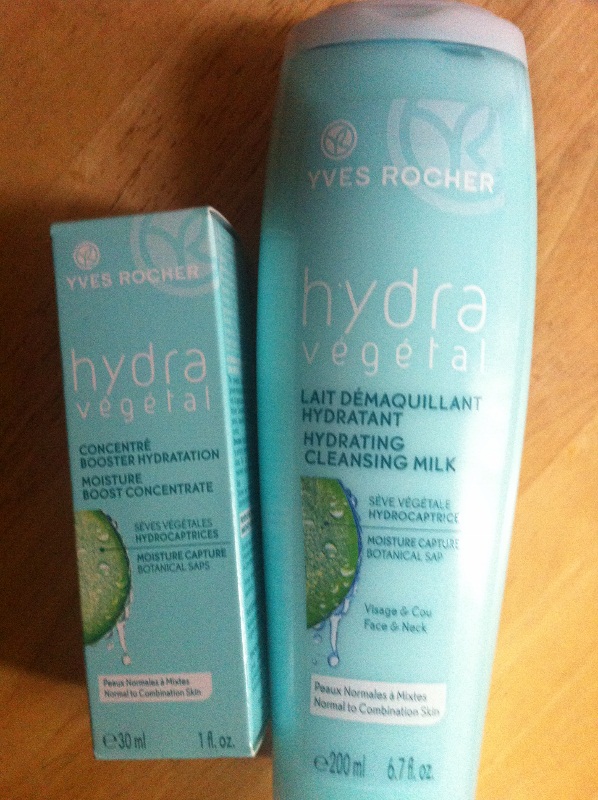 YVES ROCHER
hydra
végétal
CONCENTRÉ
BOOSTER HYDRATATION
MOISTURE
BOOST CONCENTRATE
SÈVES VÉGÉTALES
HYDROCAPTRICES
MOISTURE CAPTURE
BOTANICAL SAPS
Peaux Normales à Mixtes
Normal to Combination Skin
℮30 ml 1 fl. oz.
YVES ROCHER
hydra
végétal
LAIT DÉMAQUILLANT
HYDRATANT
HYDRATING
CLEANSING MILK
SÈVE VÉGÉTALE
HYDROCAPTRICE
MOISTURE CAPTURE
BOTANICAL SAP
Visage & Cou
Face & Neck
Peaux Normales à Mixtes
Normal to Combination Skin
℮200 ml 6.7 fl. oz.